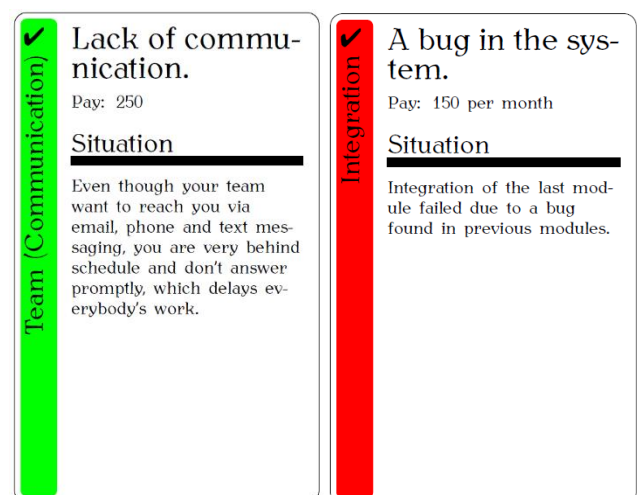 ✔
Team (Communication)
Lack of commu-
nication.
Pay: 250
Situation
Even though your team
want to reach you via
email, phone and text mes-
saging, you are very behind
schedule and don't answer
promptly, which delays ev-
erybody's work.
✔
Integration
A bug in the sys-
tem.
Pay: 150 per month
Situation
Integration of the last mod-
ule failed due to a bug
found in previous modules.